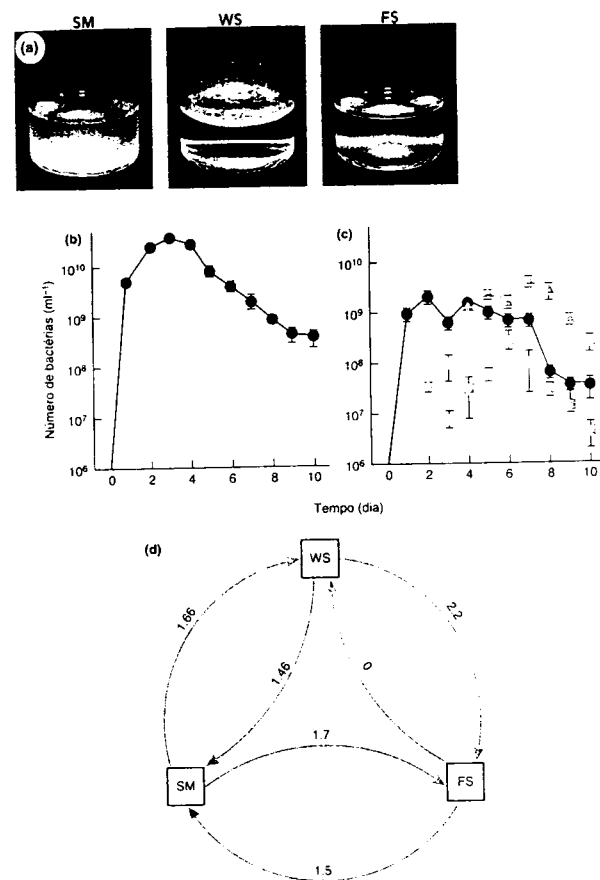 SM WS FS
(a)
(b) (c)
10¹⁰ 10¹⁰
10⁹ 10⁹
10⁸ 10⁸
10⁷ 10⁷
10⁶ 10⁶
Número de bactérias (ml⁻¹)
0 2 4 6 8 10 0 2 4 6 8 10
Tempo (dia)
(d)
WS
1.66
2.2
1.46
0
1.7
SM
FS
1.5